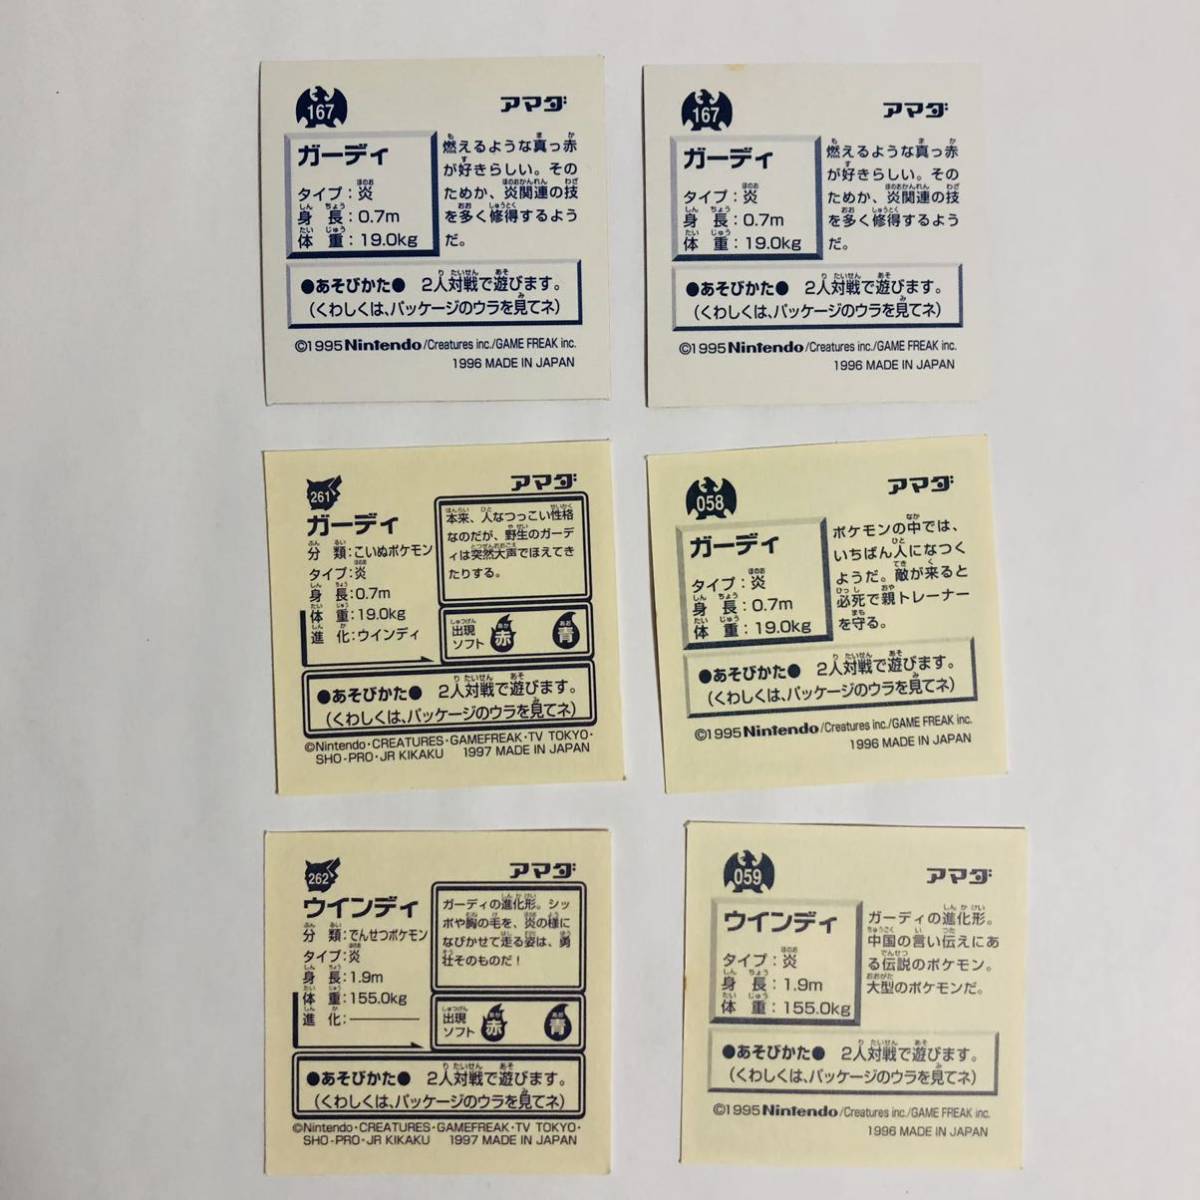 167
アマダ
ガーディ
タイプ：炎
身長：0.7m
体重：19.0kg
燃えるような真っ赤
が好きらしい。その
ためか、炎関連の技
を多く修得するよう
だ。
●あそびかた● 2人対戦で遊びます。
(くわしくは、パッケージのウラを見てネ)
©1995 Nintendo/Creatures inc./GAME FREAK inc.
1996 MADE IN JAPAN
167
アマダ
ガーディ
タイプ：炎
身長：0.7m
体重：19.0kg
燃えるような真っ赤
が好きらしい。その
ためか、炎関連の技
を多く修得するよう
だ。
●あそびかた● 2人対戦で遊びます。
(くわしくは、パッケージのウラを見てネ)
©1995 Nintendo/Creatures inc./GAME FREAK inc.
1996 MADE IN JAPAN
261
アマダ
ガーディ
分類：こいぬポケモン
タイプ：炎
身長：0.7m
体重：19.0kg
進化：ウインディ
本来、人なつっこい性格
なのだが、野生のガーデ
ィは突然大声でほえてき
たりする。
出現
ソフト
赤
青
●あそびかた● 2人対戦で遊びます。
(くわしくは、パッケージのウラを見てネ)
©Nintendo・CREATURES・GAMEFREAK・TV TOKYO・
SHO-PRO・JR KIKAKU 1997 MADE IN JAPAN
058
アマダ
ガーディ
タイプ：炎
身長：0.7m
体重：19.0kg
ポケモンの中では、
いちばん人になつく
ようだ。敵が来ると
必死で親トレーナー
を守る。
●あそびかた● 2人対戦で遊びます。
(くわしくは、パッケージのウラを見てネ)
©1995 Nintendo/Creatures inc./GAME FREAK inc.
1996 MADE IN JAPAN
262
アマダ
ウインディ
分類：でんせつポケモン
タイプ：炎
身長：1.9m
体重：155.0kg
進化：―――――
ガーディの進化形。シッ
ポや胸の毛を、炎の様に
なびかせて走る姿は、勇
壮そのものだ！
出現
ソフト
赤
青
●あそびかた● 2人対戦で遊びます。
(くわしくは、パッケージのウラを見てネ)
©Nintendo・CREATURES・GAMEFREAK・TV TOKYO・
SHO-PRO・JR KIKAKU 1997 MADE IN JAPAN
059
アマダ
ウインディ
タイプ：炎
身長：1.9m
体重：155.0kg
ガーディの進化形。
中国の言い伝えにあ
る伝説のポケモン。
大型のポケモンだ。
●あそびかた● 2人対戦で遊びます。
(くわしくは、パッケージのウラを見てネ)
©1995 Nintendo/Creatures inc./GAME FREAK inc.
1996 MADE IN JAPAN